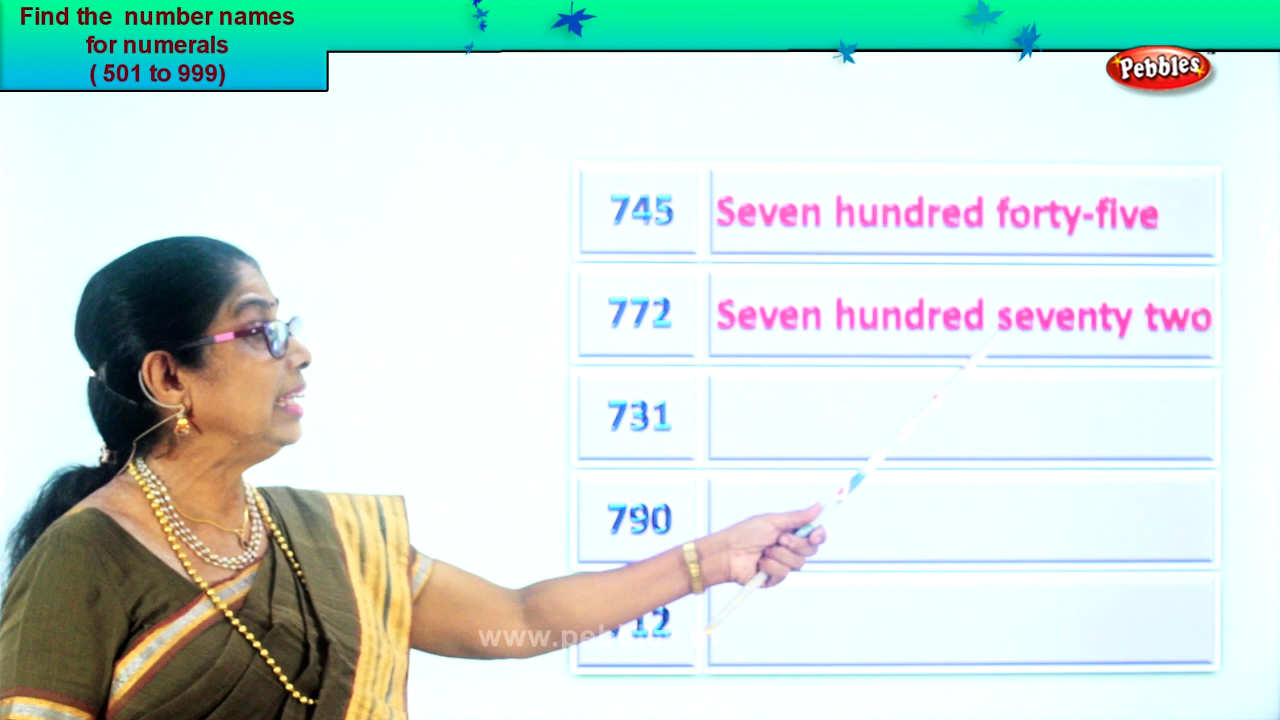 Find the number names
for numerals
( 501 to 999)
Pebbles
745 Seven hundred forty-five
772 Seven hundred seventy two
731
790